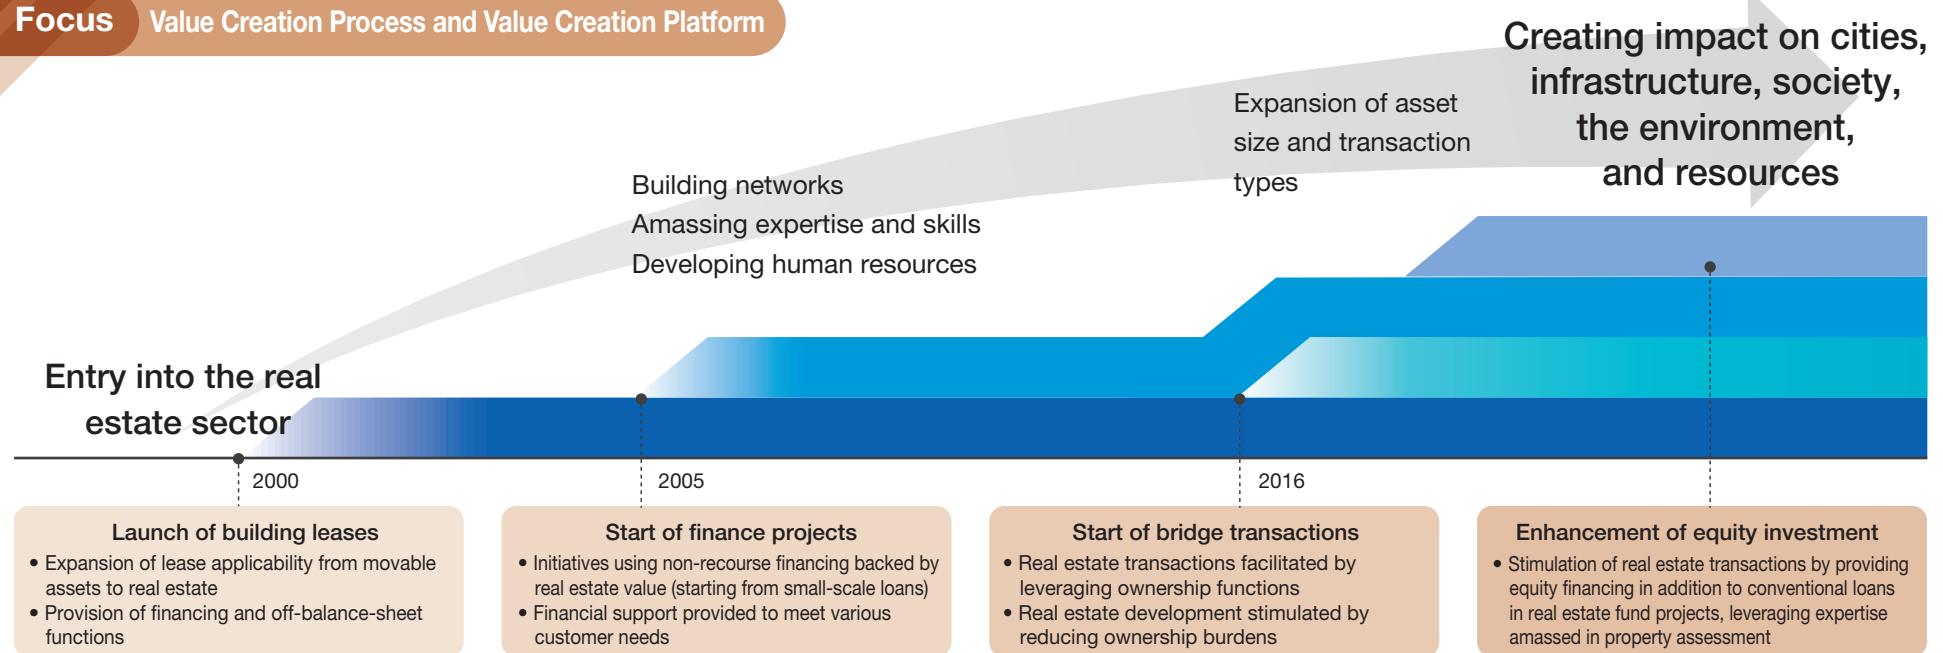 Focus
Value Creation Process and Value Creation Platform
Creating impact on cities,
infrastructure, society,
the environment,
and resources
Expansion of asset
size and transaction
types
Building networks
Amassing expertise and skills
Developing human resources
Entry into the real
estate sector
2000
2005
2016
Launch of building leases
• Expansion of lease applicability from movable
assets to real estate
• Provision of financing and off-balance-sheet
functions
Start of finance projects
• Initiatives using non-recourse financing backed by
real estate value (starting from small-scale loans)
• Financial support provided to meet various
customer needs
Start of bridge transactions
• Real estate transactions facilitated by
leveraging ownership functions
• Real estate development stimulated by
reducing ownership burdens
Enhancement of equity investment
• Stimulation of real estate transactions by providing
equity financing in addition to conventional loans
in real estate fund projects, leveraging expertise
amassed in property assessment